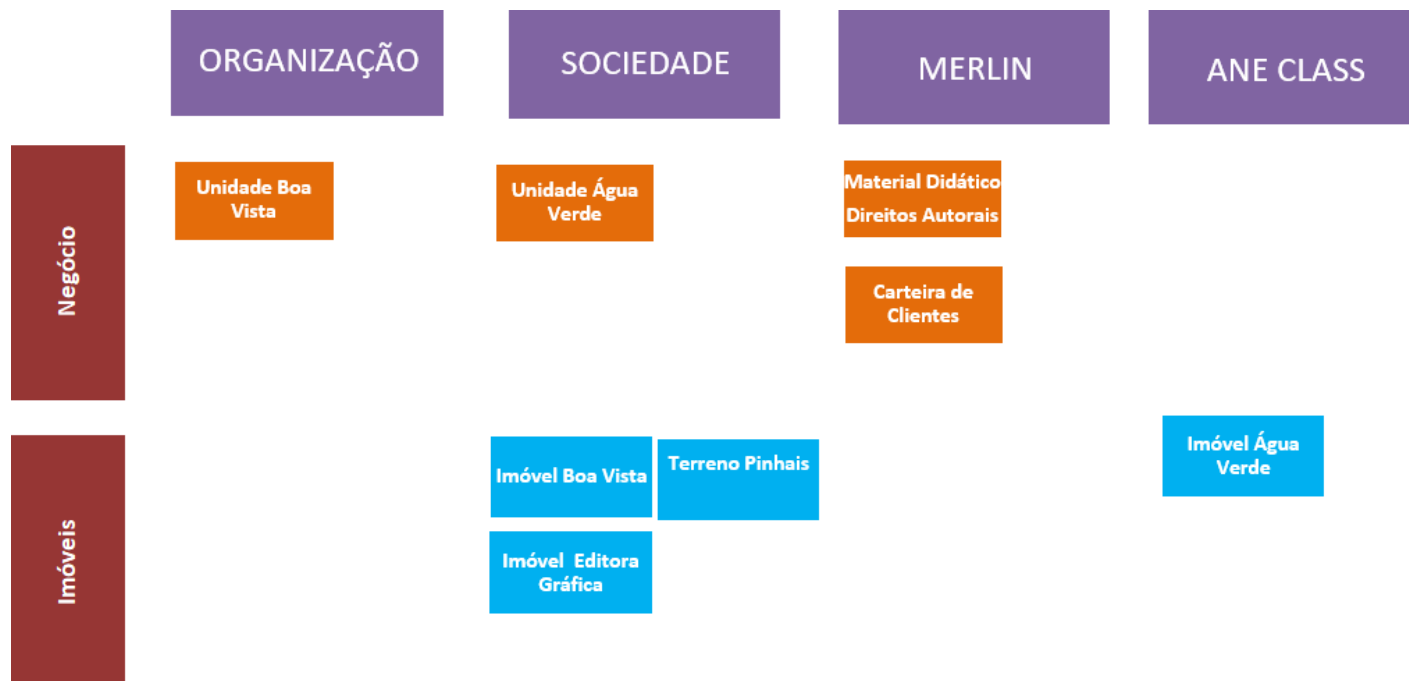 ORGANIZAÇÃO
SOCIEDADE
MERLIN
ANE CLASS
Negócio
Unidade Boa
Vista
Unidade Água
Verde
Material Didático
Direitos Autorais
Carteira de
Clientes
Imóveis
Imóvel Boa Vista
Terreno Pinhais
Imóvel Editora
Gráfica
Imóvel Água
Verde